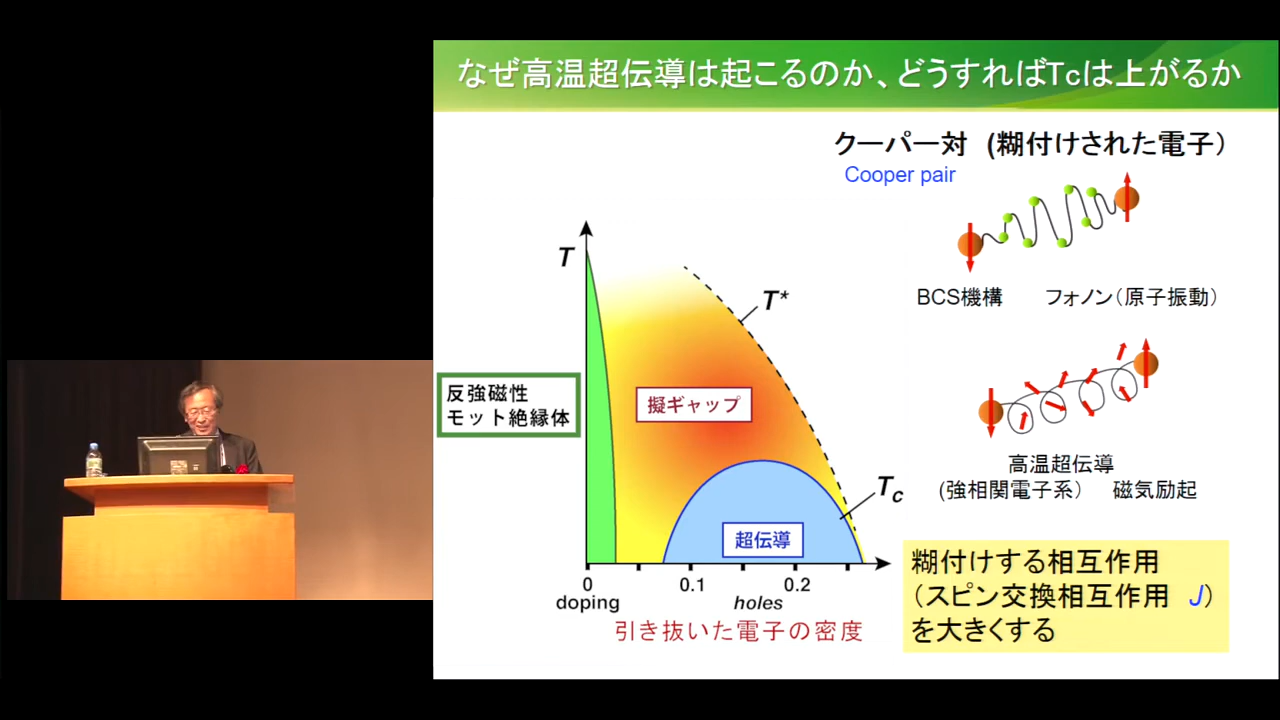 なぜ高温超伝導は起こるのか、どうすればTcは上がるか
クーパー対 (糊付けされた電子)
Cooper pair
BCS機構 フォノン(原子振動)
高温超伝導
(強相関電子系) 磁気励起
T
T*
反強磁性
モット絶縁体
擬ギャップ
Tc
超伝導
0 0.1 0.2
doping holes
引き抜いた電子の密度
糊付けする相互作用
(スピン交換相互作用 J)
を大きくする